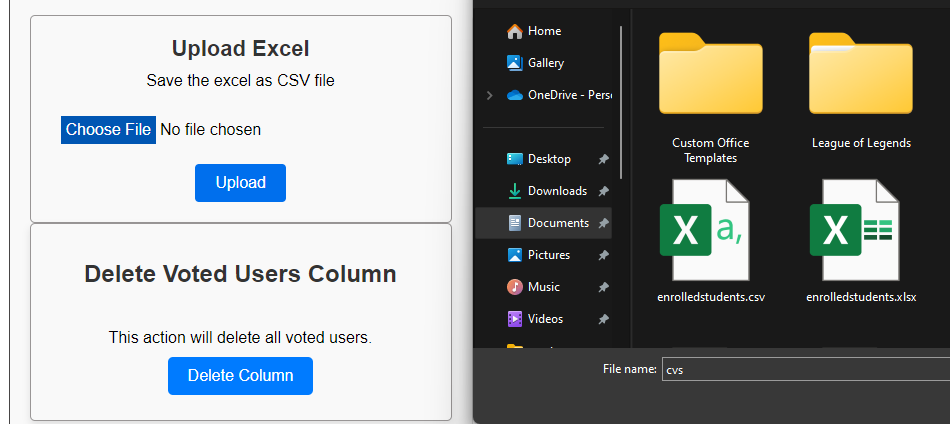 Upload Excel
Save the excel as CSV file
Choose File No file chosen
Upload
Delete Voted Users Column
This action will delete all voted users.
Delete Column
Home
Gallery
OneDrive - Pers
Desktop
Downloads
Documents
Pictures
Music
Videos
Custom Office
Templates
League of Legends
X a,
X
enrolledstudents.csv
enrolledstudents.xlsx
File name: cvs